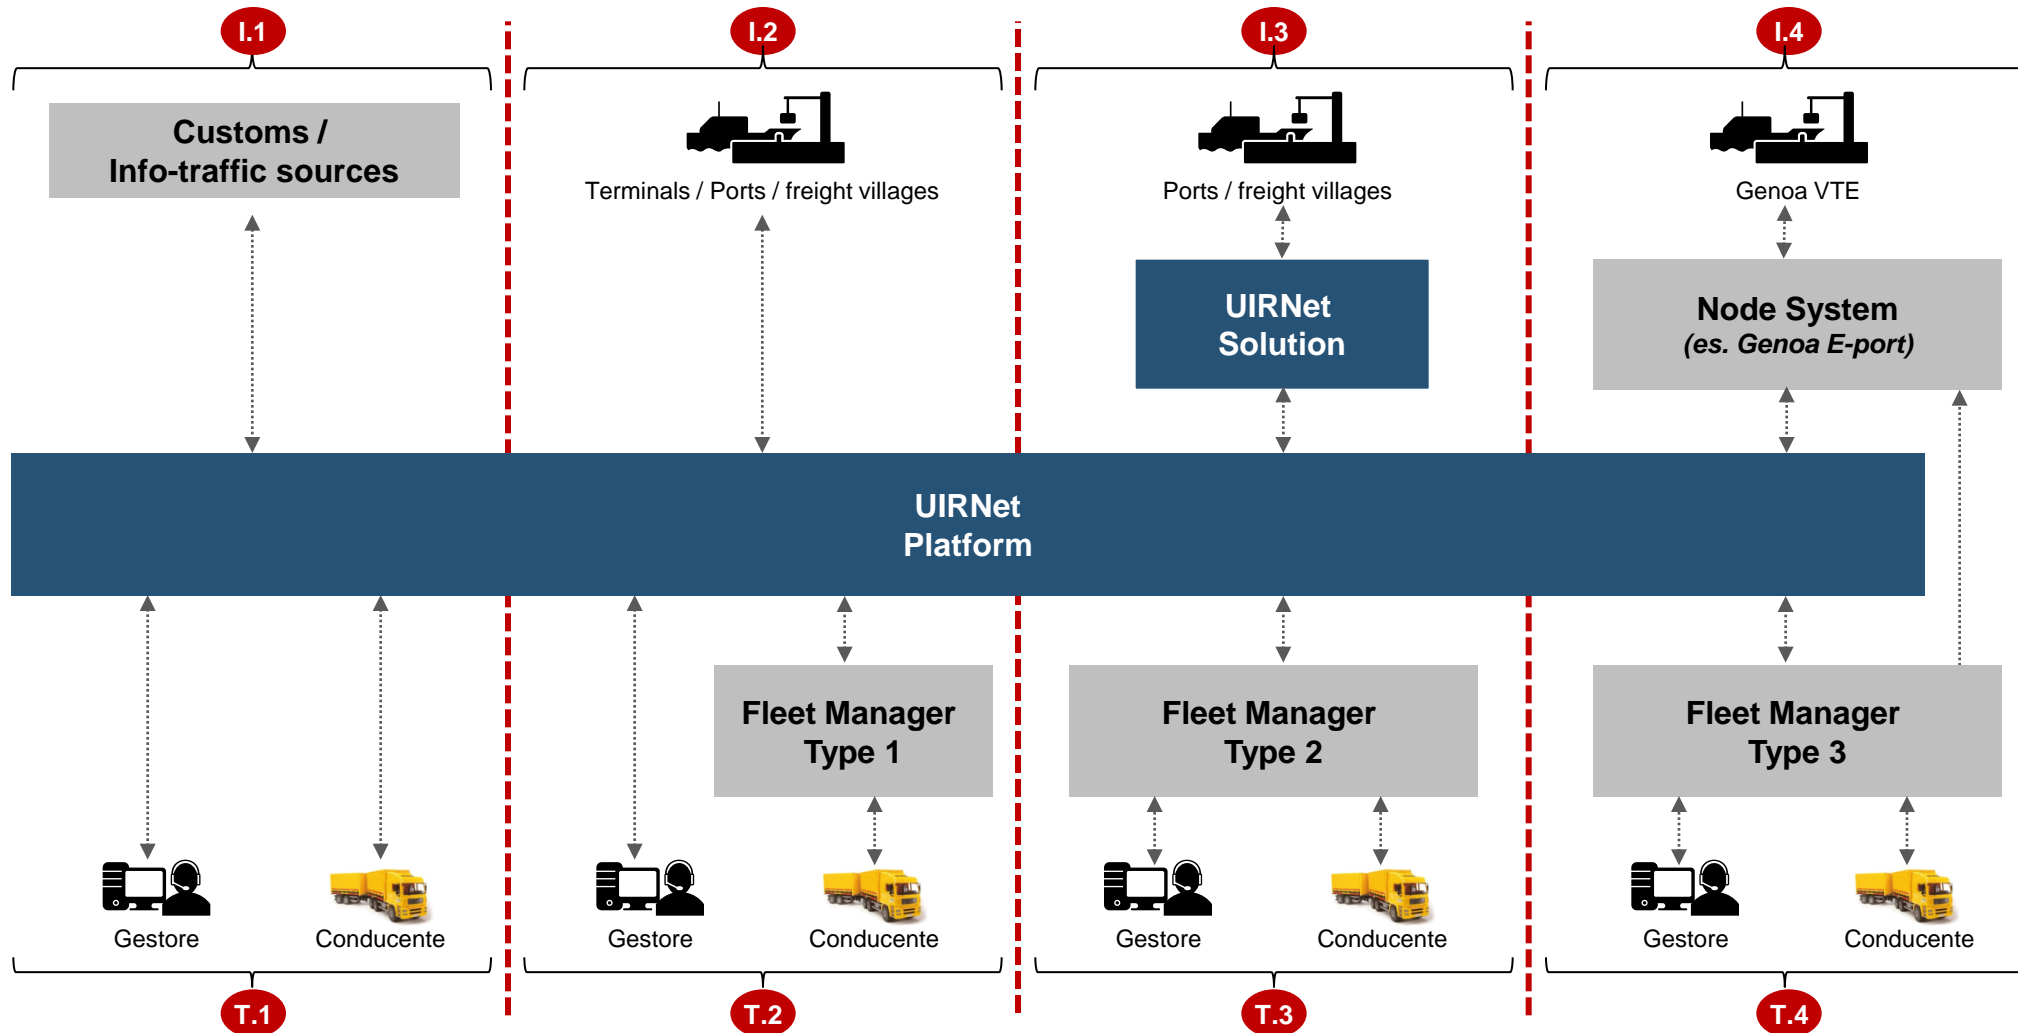 I.1
I.2
I.3
I.4
Customs /
Info-traffic sources
Terminals / Ports / freight villages
Ports / freight villages
Genoa VTE
UIRNet
Solution
Node System
(es. Genoa E-port)
UIRNet
Platform
Fleet Manager
Type 1
Fleet Manager
Type 2
Fleet Manager
Type 3
Gestore
Conducente
Gestore
Conducente
Gestore
Conducente
Gestore
Conducente
T.1
T.2
T.3
T.4